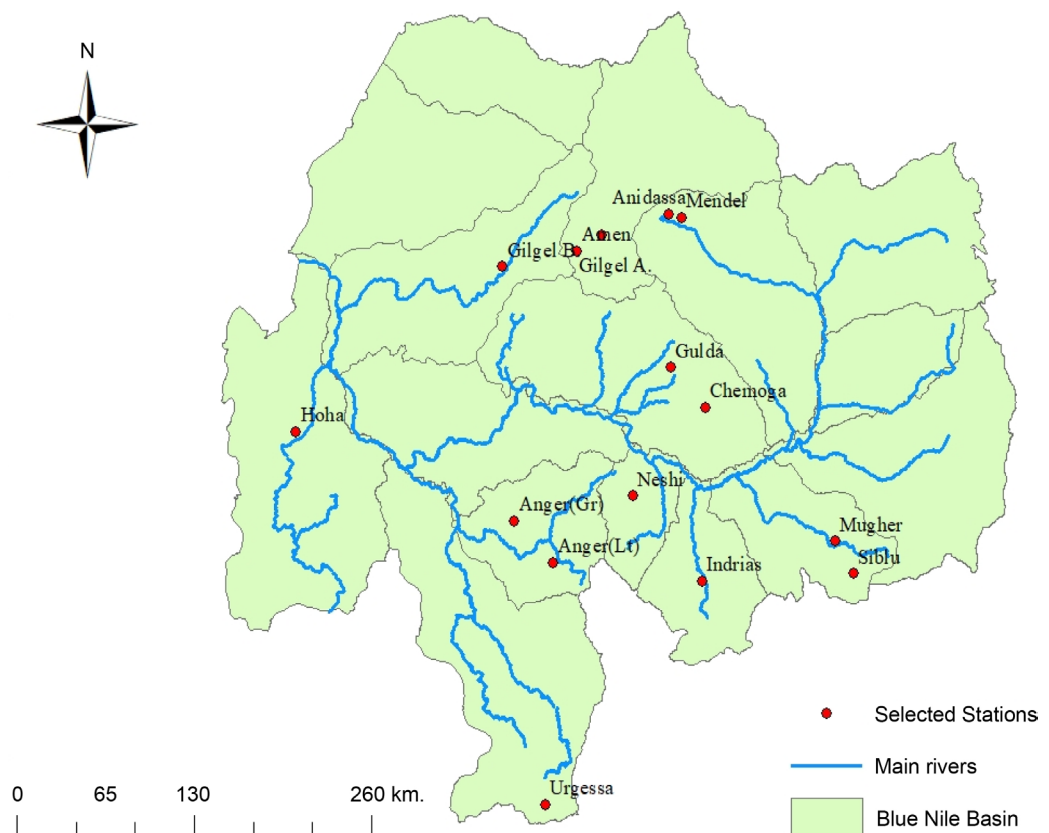 N
Anidassa
Mendel
Amen
Gilgel B.
Gilgel A.
Gulda
Chemoga
Hoha
Neshi
Anger(Gr)
Mugher
Anger(Lt)
Siblu
Indrias
Selected Stations
Main rivers
Urgessa
0 65 130 260 km.
Blue Nile Basin